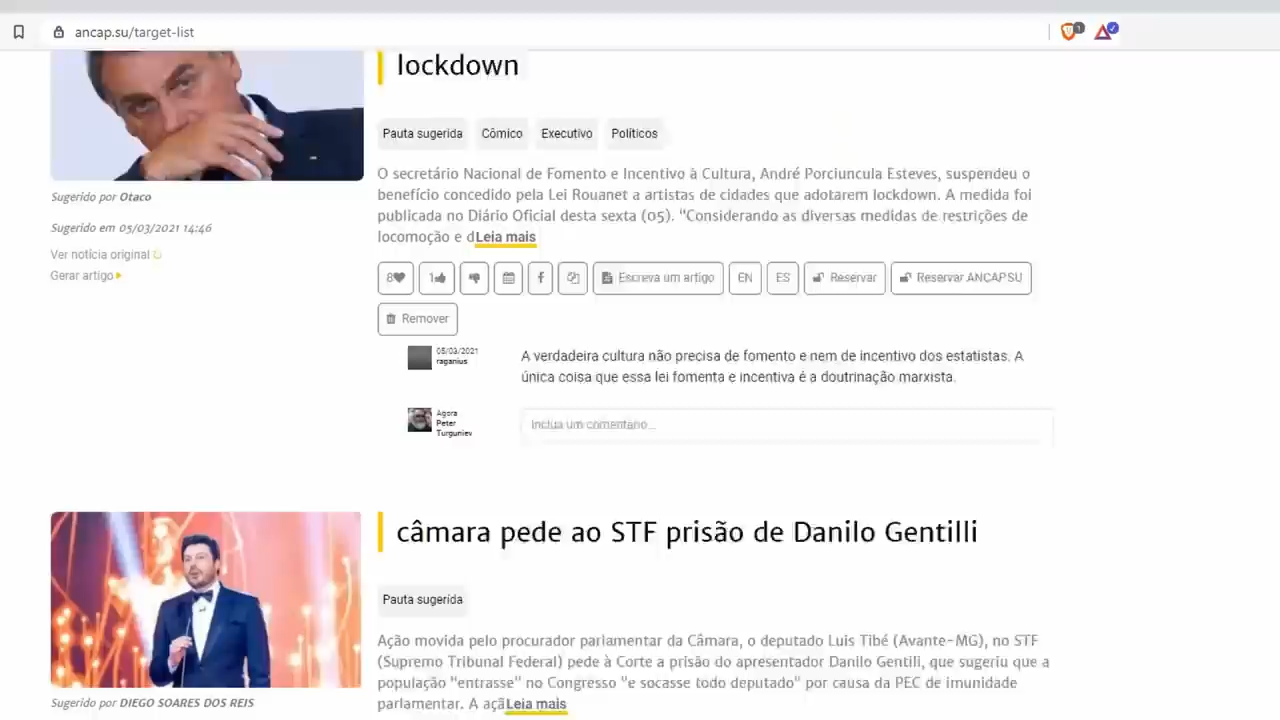 ancap.su/target-list
1
lockdown
Pauta sugerida
Cômico
Executivo
Políticos
O secretário Nacional de Fomento e Incentivo à Cultura, André Porciuncula Esteves, suspendeu o
benefício concedido pela Lei Rouanet a artistas de cidades que adotarem lockdown. A medida foi
publicada no Diário Oficial desta sexta (05). "Considerando as diversas medidas de restrições de
locomoção e dLeia mais
Sugerido por Otaco
Sugerido em 05/03/2021 14:46
Ver notícia original
Gerar artigo
8
1
Escreva um artigo
EN
ES
Reservar
Reservar ANCAPSU
Remover
05/03/2021
raganius
A verdadeira cultura não precisa de fomento e nem de incentivo dos estatistas. A
única coisa que essa lei fomenta e incentiva é a doutrinação marxista.
Agora
Peter
Turguniev
Inclua um comentário...
câmara pede ao STF prisão de Danilo Gentilli
Pauta sugerida
Ação movida pelo procurador parlamentar da Câmara, o deputado Luis Tibé (Avante-MG), no STF
(Supremo Tribunal Federal) pede à Corte a prisão do apresentador Danilo Gentili, que sugeriu que a
população "entrasse" no Congresso "e socasse todo deputado" por causa da PEC de imunidade
parlamentar. A açãLeia mais
Sugerido por DIEGO SOARES DOS REIS